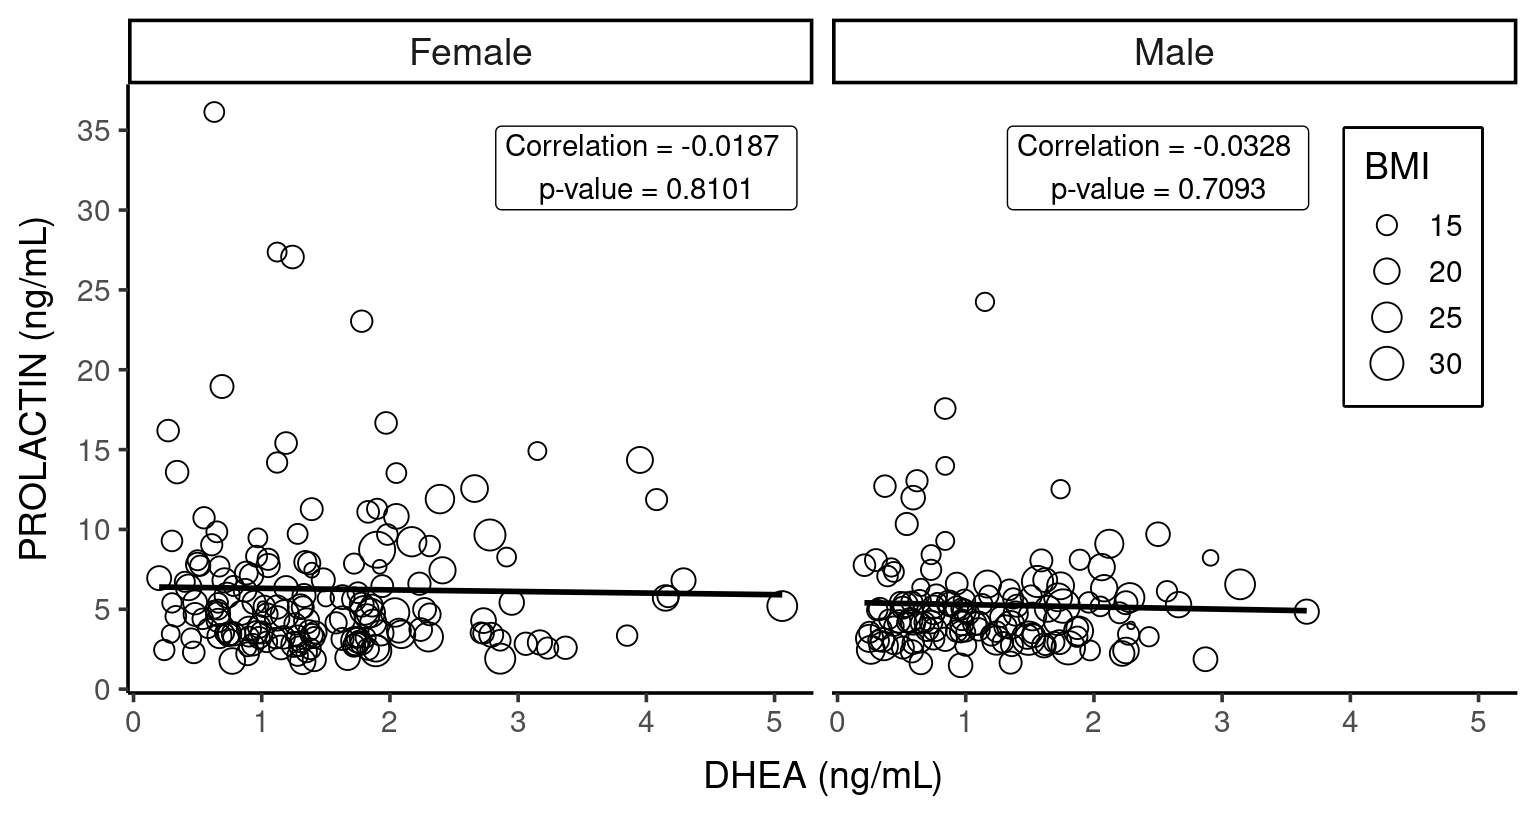 Female
Male
Correlation = -0.0187
p-value = 0.8101
Correlation = -0.0328
p-value = 0.7093
BMI
15
20
25
30
PROLACTIN (ng/mL)
35
30
25
20
15
10
5
0
0 1 2 3 4 5
0 1 2 3 4 5
DHEA (ng/mL)